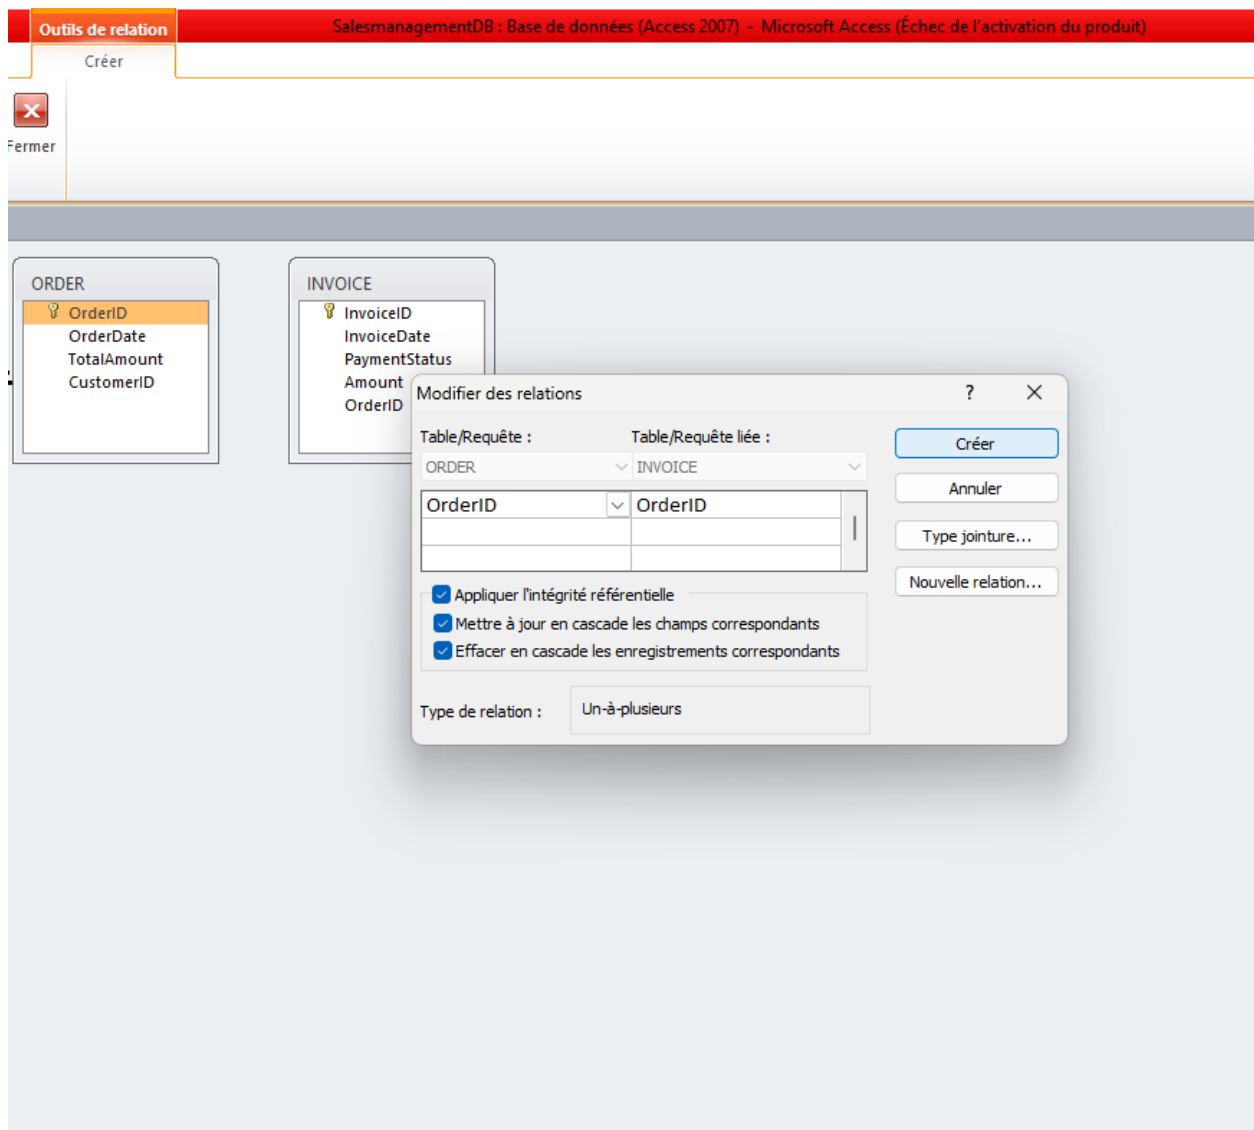 Outils de relation
SalesmanagementDB : Base de données (Access 2007) - Microsoft Access (Échec de l'activation du produit)
Créer
Fermer
ORDER
OrderID
OrderDate
TotalAmount
CustomerID
INVOICE
InvoiceID
InvoiceDate
PaymentStatus
Amount
OrderID
Modifier des relations
?
Table/Requête :
Table/Requête liée :
ORDER
INVOICE
OrderID
OrderID
Créer
Annuler
Type jointure...
Nouvelle relation...
Appliquer l'intégrité référentielle
Mettre à jour en cascade les champs correspondants
Effacer en cascade les enregistrements correspondants
Type de relation :
Un-à-plusieurs